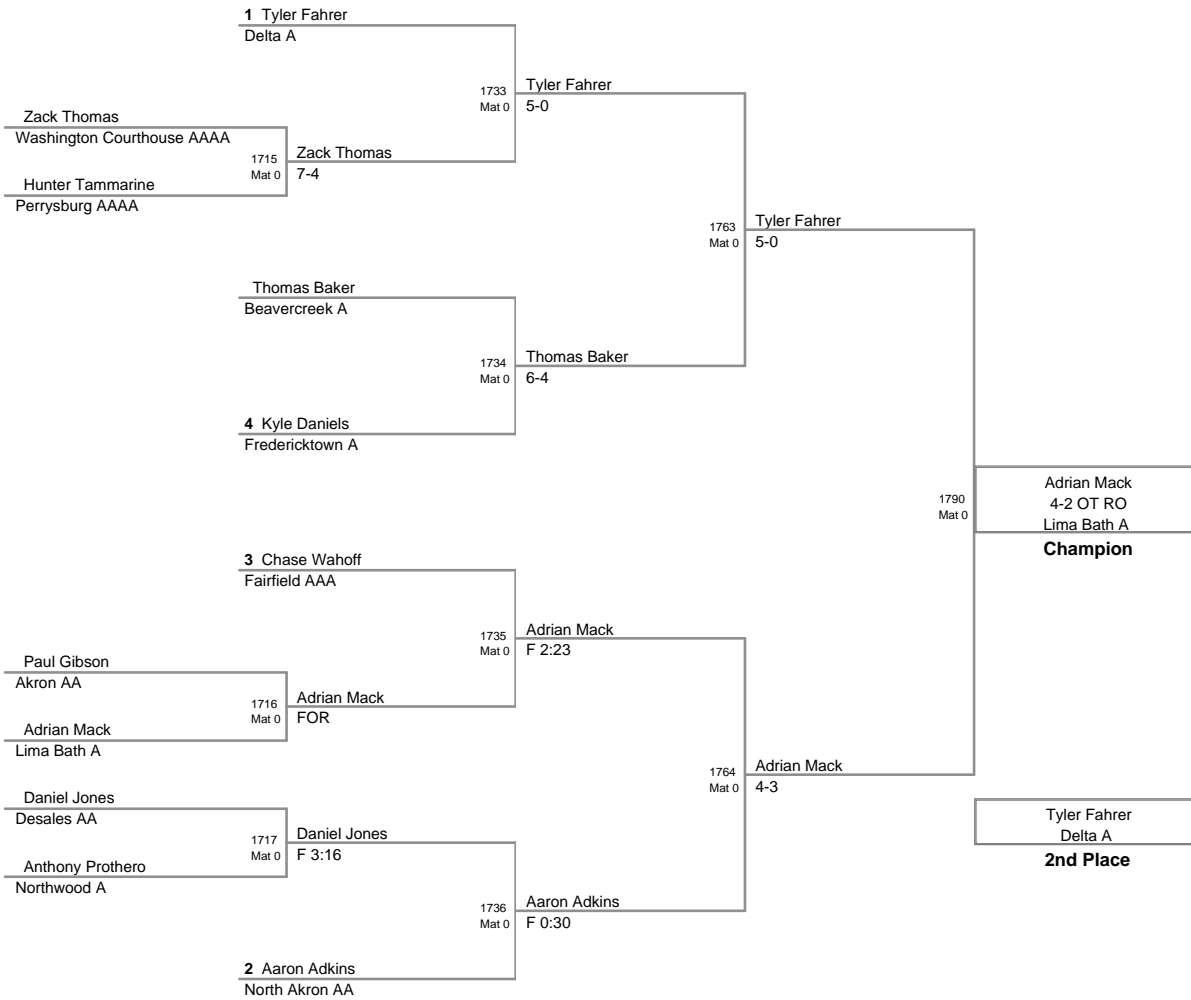 1 Tyler Fahrer
Delta A
1733
Mat 0
Tyler Fahrer
5-0
Zack Thomas
Washington Courthouse AAAA
1715
Mat 0
Zack Thomas
7-4
Hunter Tammarine
Perrysburg AAAA
1763
Mat 0
Tyler Fahrer
5-0
Thomas Baker
Beavercreek A
1734
Mat 0
Thomas Baker
6-4
4 Kyle Daniels
Fredericktown A
1790
Mat 0
Adrian Mack
4-2 OT RO
Lima Bath A
Champion
3 Chase Wahoff
Fairfield AAA
1735
Mat 0
Adrian Mack
F 2:23
Paul Gibson
Akron AA
1716
Mat 0
Adrian Mack
FOR
Adrian Mack
Lima Bath A
1764
Mat 0
Adrian Mack
4-3
Daniel Jones
Desales AA
1717
Mat 0
Daniel Jones
F 3:16
Anthony Prothero
Northwood A
Tyler Fahrer
Delta A
2nd Place
1736
Mat 0
Aaron Adkins
F 0:30
2 Aaron Adkins
North Akron AA